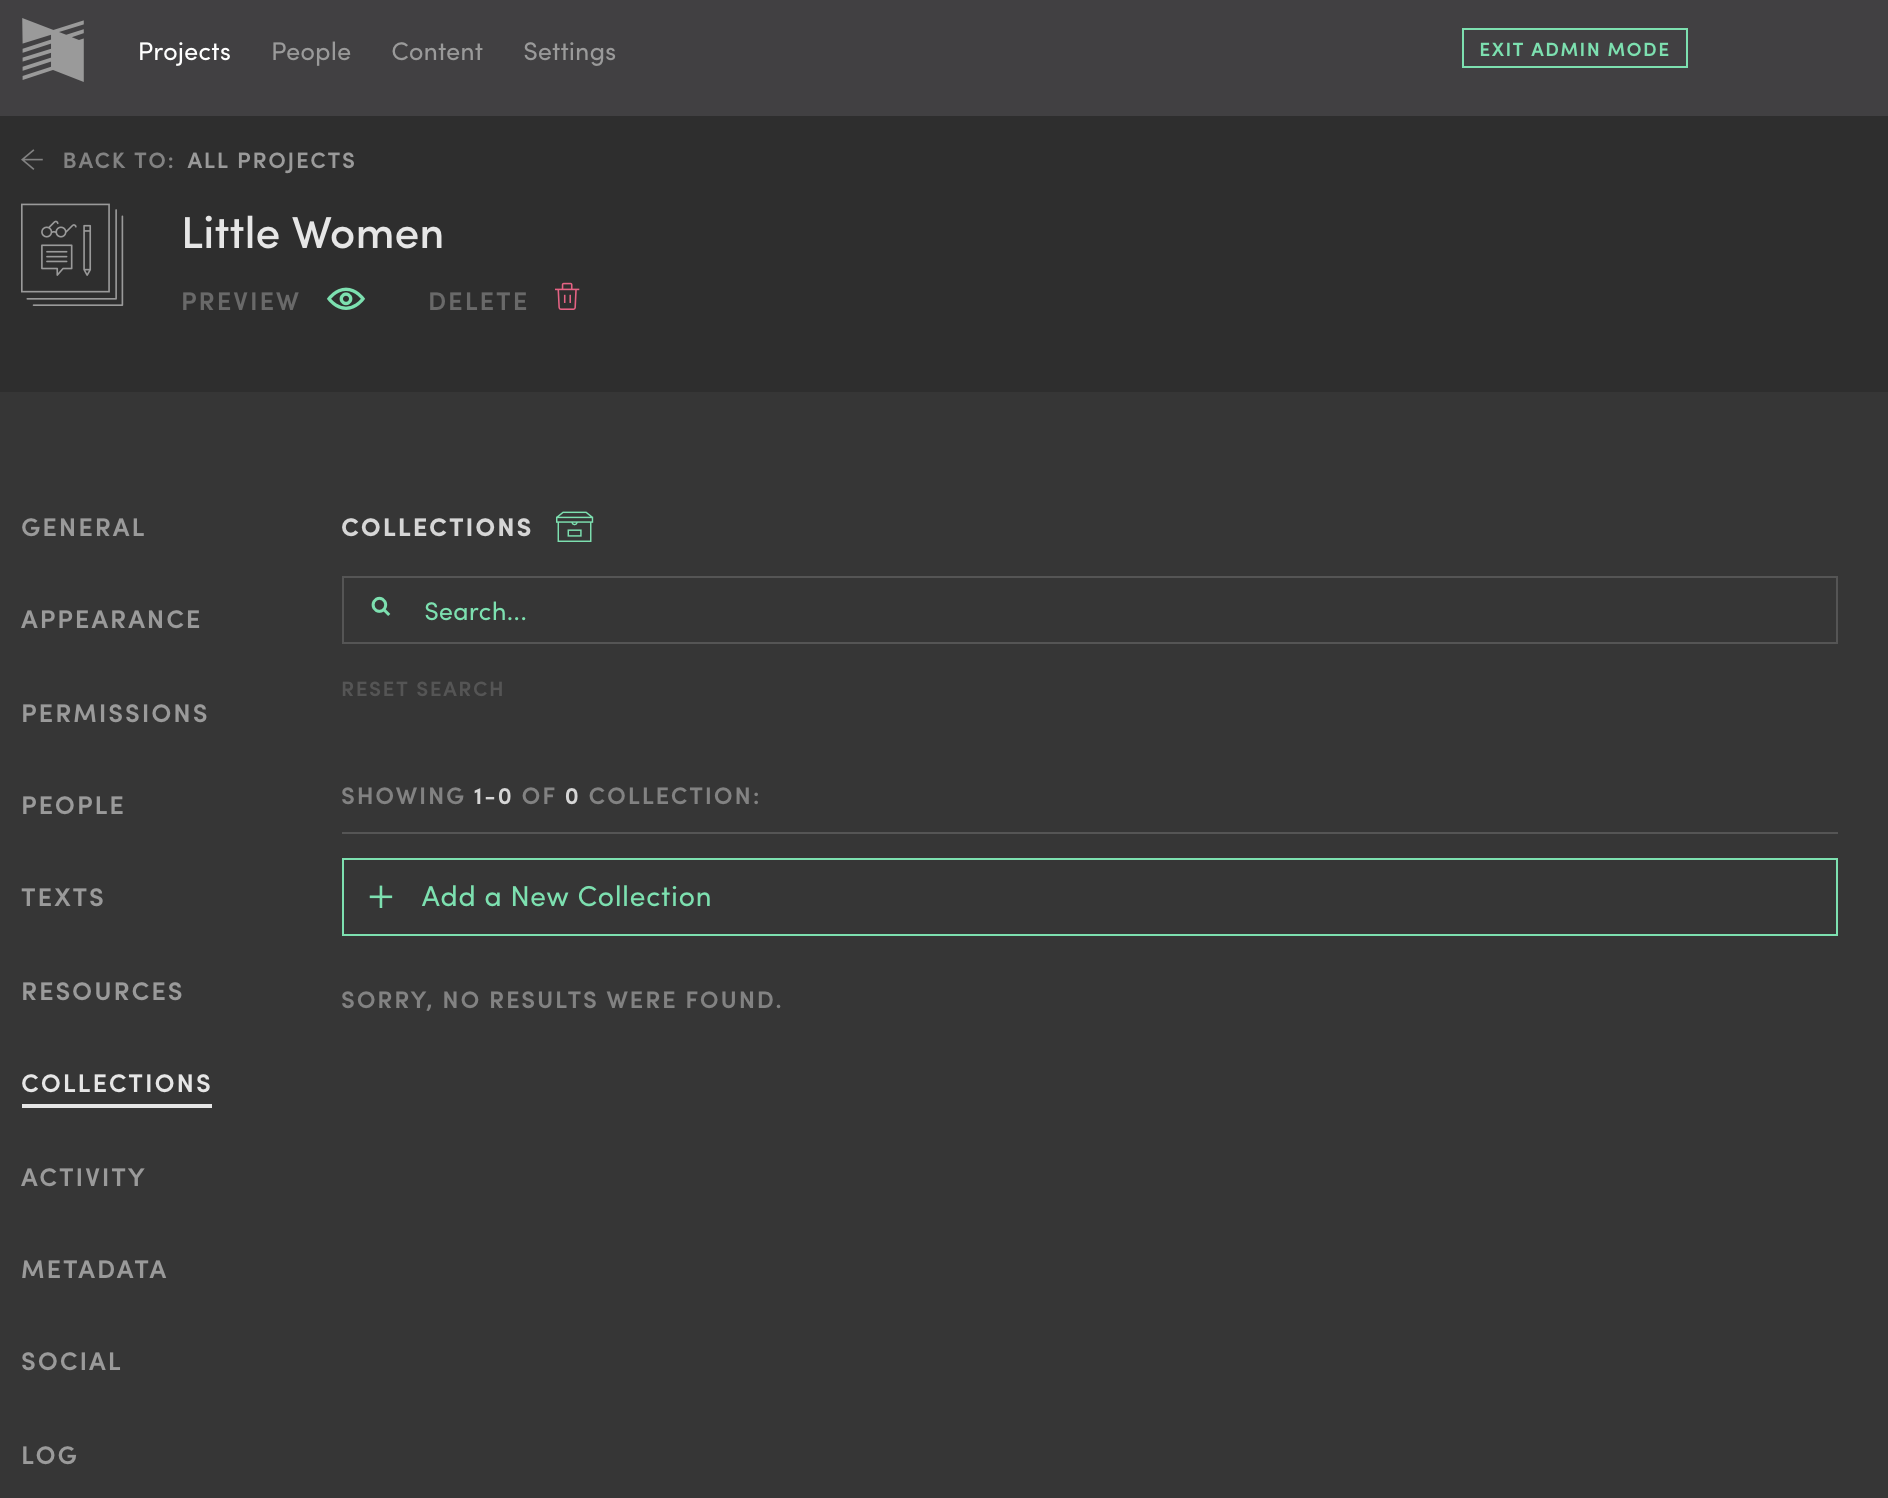 Projects People Content Settings EXIT ADMIN MODE
BACK TO: ALL PROJECTS
Little Women
PREVIEW DELETE
GENERAL
APPEARANCE
PERMISSIONS
PEOPLE
TEXTS
RESOURCES
COLLECTIONS
ACTIVITY
METADATA
SOCIAL
LOG
COLLECTIONS
Search...
RESET SEARCH
SHOWING 1-0 OF 0 COLLECTION:
+ Add a New Collection
SORRY, NO RESULTS WERE FOUND.